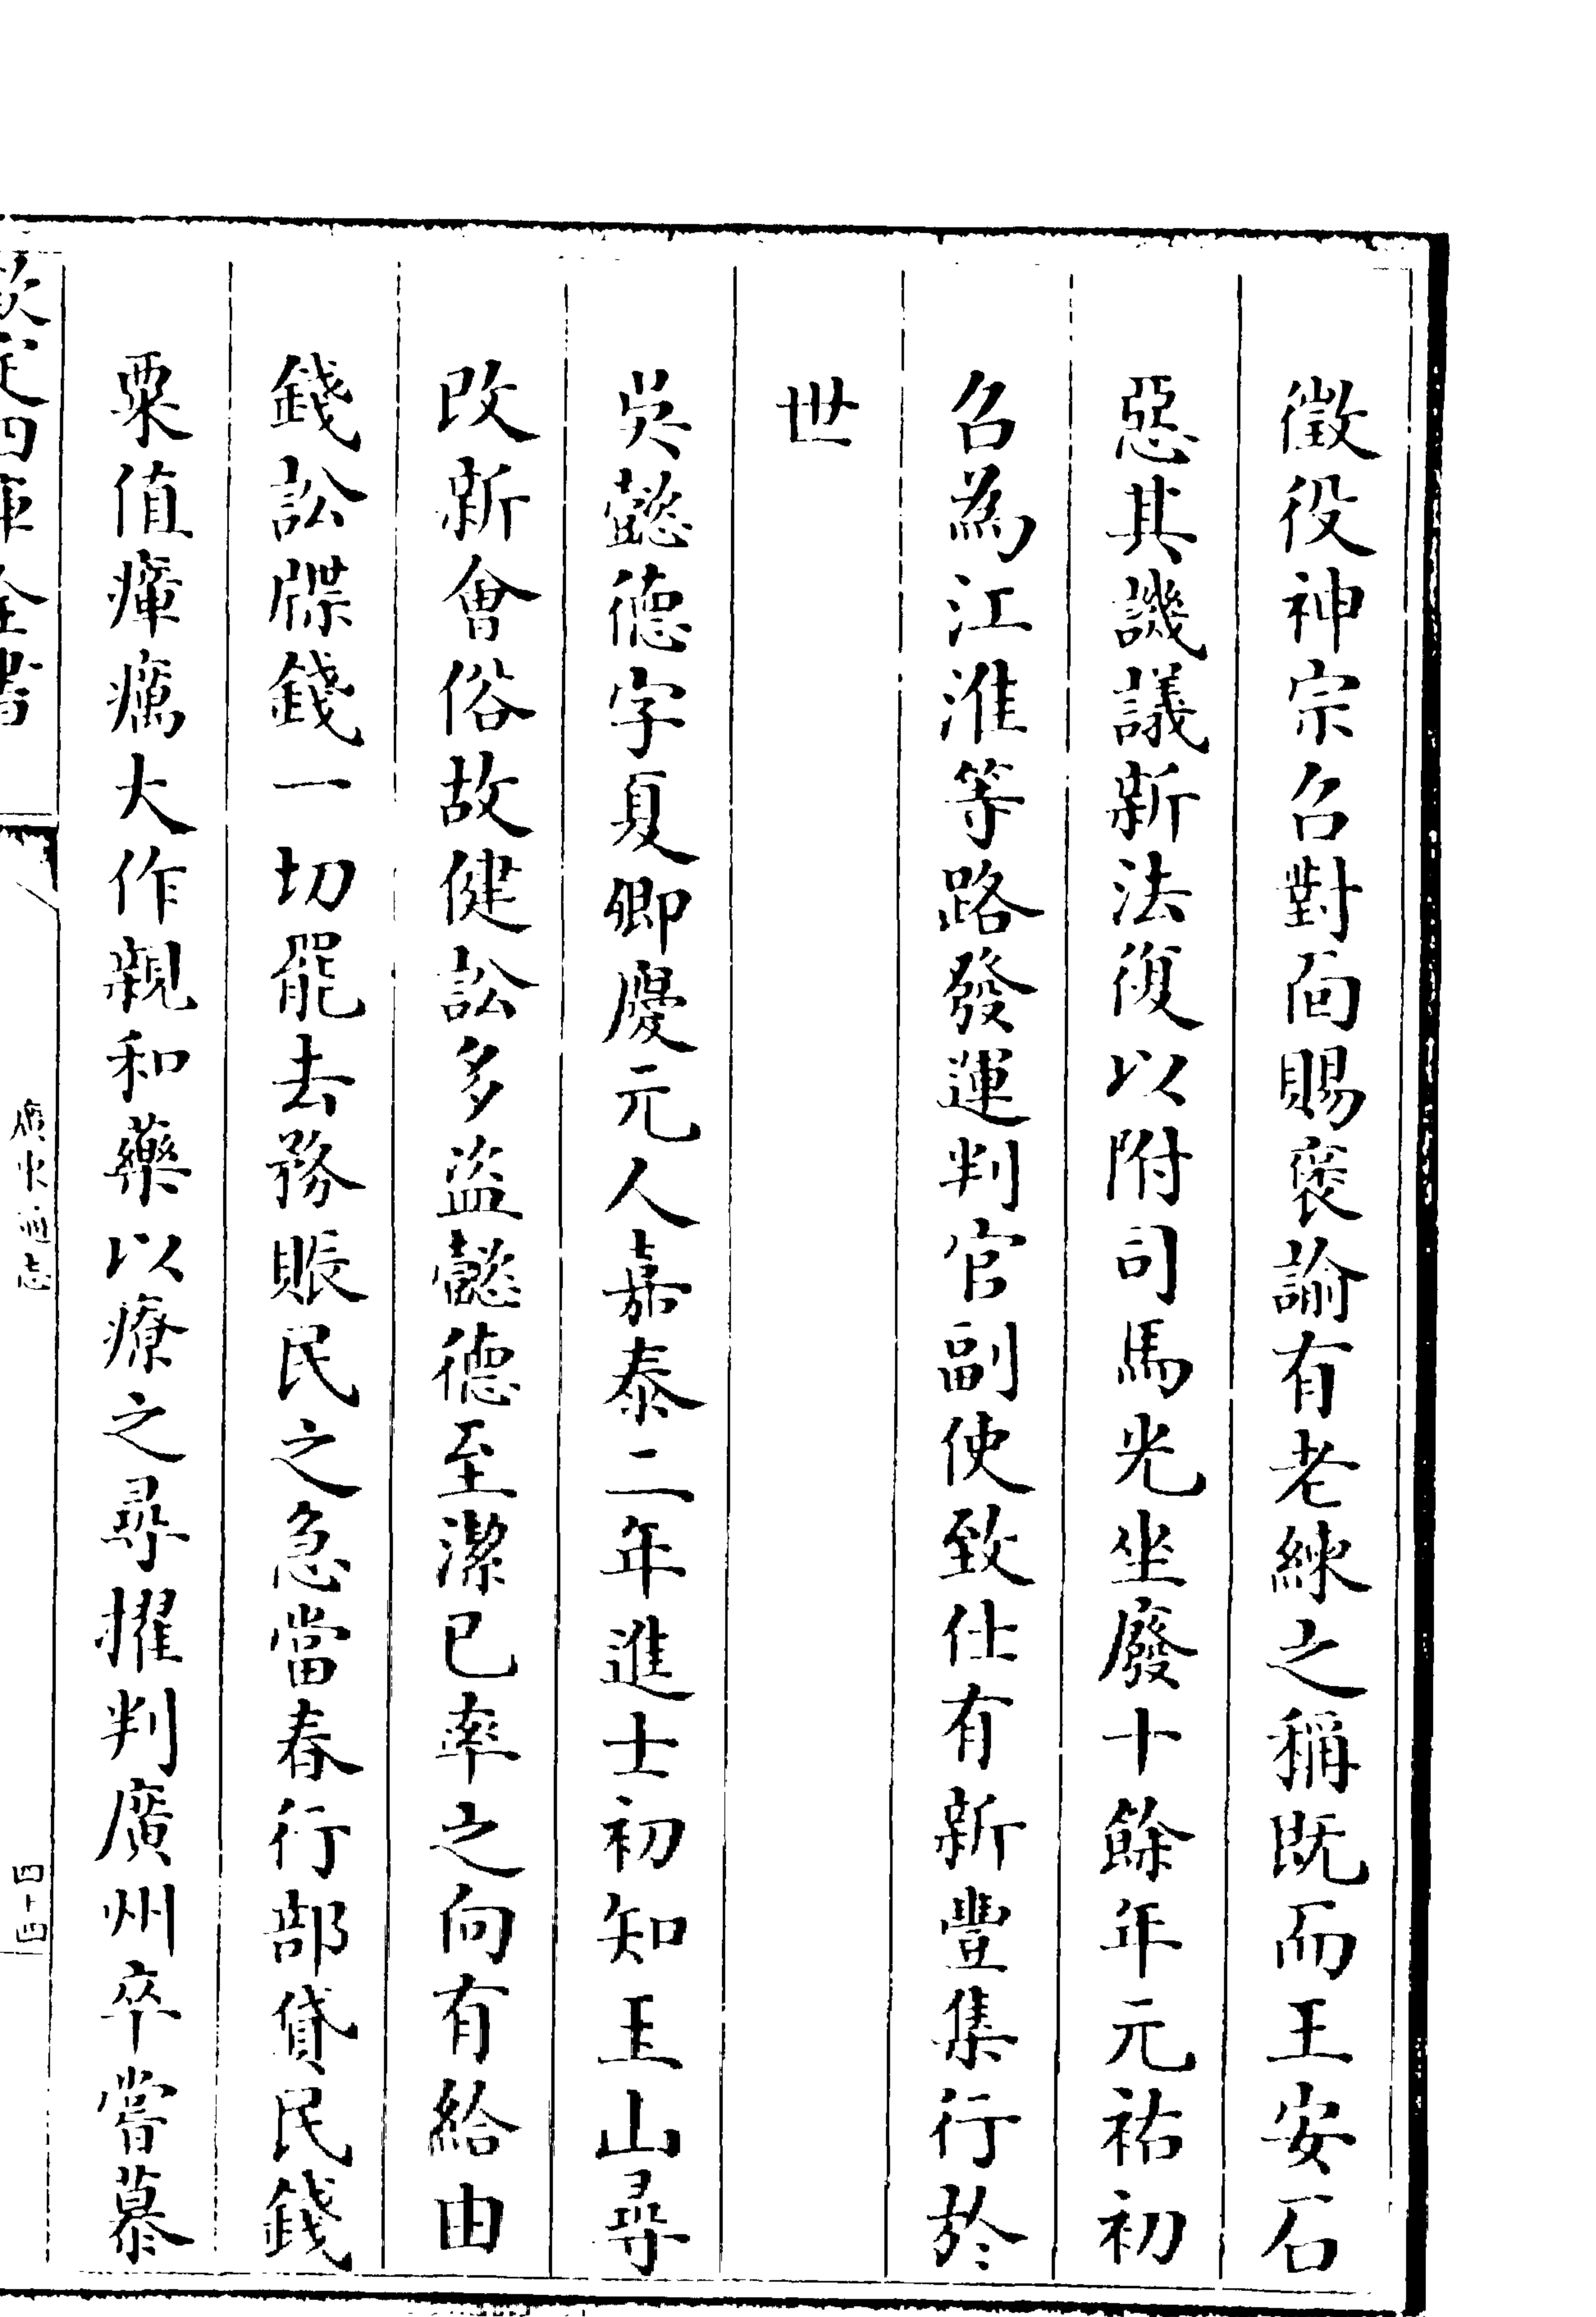 徵役神宗召對面賜褒諭有老練之稱既而王安石
惡其譏議新法復以附司馬光坐廢十餘年元祐初
召為江淮等路發運判官副使致仕有新豐集行於
世
吳懿德字夏卿慶元人嘉泰二年進士初知玉山尋
改新會俗故健訟多盜懿德至潔已率之向有給由
錢訟牒錢一切罷去務賑民之急當春行部貸民錢
粟值瘴癘大作親和藥以療之尋擢判廣州卒嘗慕
欽定四庫全書
廣東通志
四十四